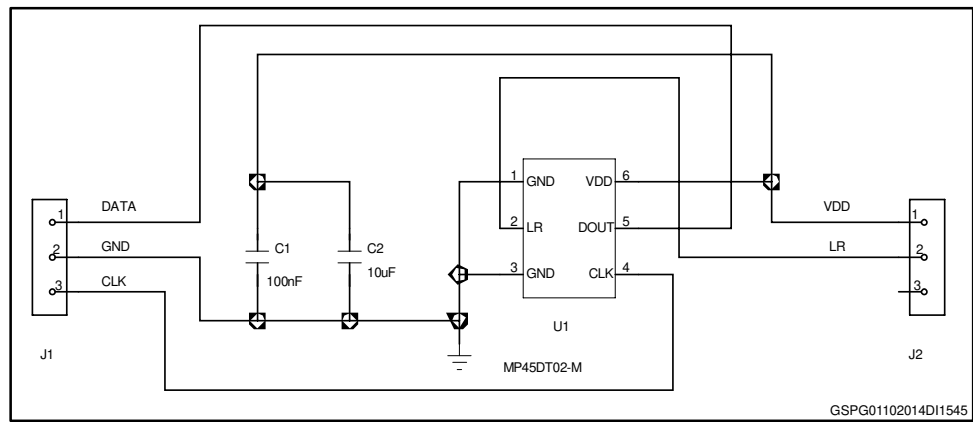 1 DATA
2 GND
3 CLK
J1
C1
100nF
C2
10uF
1 GND
2 LR
3 GND
VDD 6
DOUT 5
CLK 4
U1
MP45DT02-M
VDD 1
LR 2
3
J2
GSPG01102014DI1545